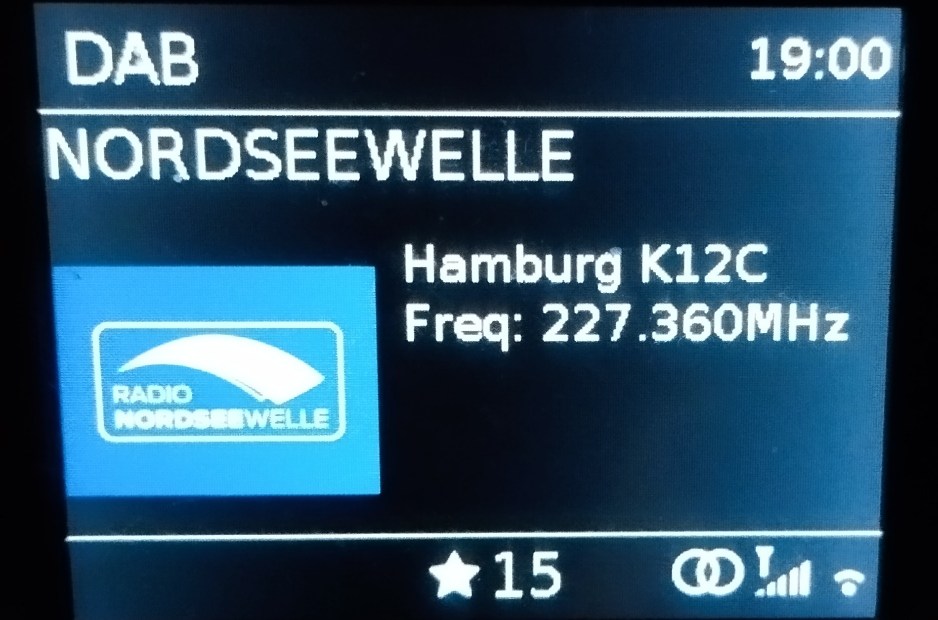 DAB
19:00
NORDSEEWELLE
Hamburg K12C
Freq: 227.360MHz
RADIO
NORDSEEWELLE
15